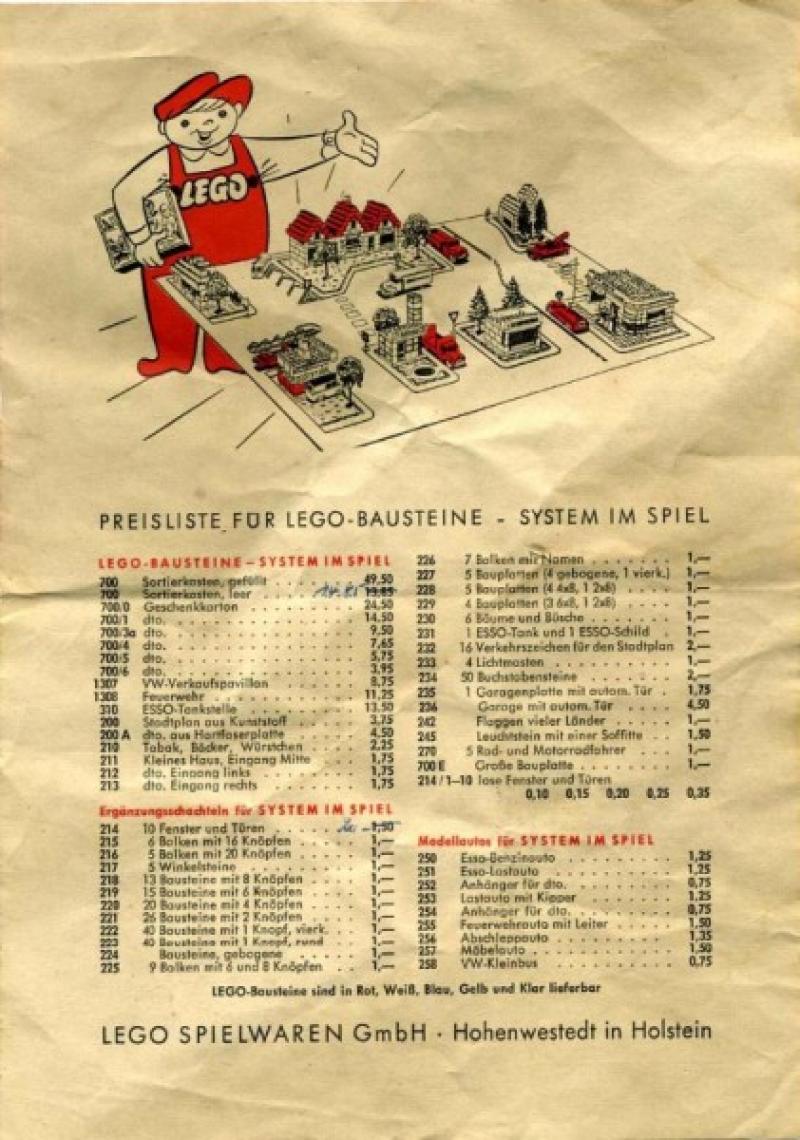 LEGO
PREISLISTE FÜR LEGO-BAUSTEINE – SYSTEM IM SPIEL
LEGO-BAUSTEINE – SYSTEM IM SPIEL
700 Sortierkasten, gefüllt . . . . . . 49,50
700 Sortierkasten, leer 13,85
700/0 Geschenkkarton . . . . . . 24,50
700/1 dto. . . . . . . 14,50
700/3a dto. . . . . . . 9,50
700/4 dto. . . . . . . 7,65
700/5 dto. . . . . . . 5,75
700/6 dto. . . . . . . 3,95
1307 VW-Verkaufspavillon . . . . . . 8,75
1308 Feuerwehr . . . . . . 11,25
310 ESSO-Tankstelle . . . . . . 13,50
200 Stadtplan aus Kunststoff . . . . 3,75
200 A dto. aus Hartfaserplatte . . . . 4,50
210 Tabak, Bäcker, Würstchen . . . 2,25
211 Kleines Haus, Eingang Mitte . . . 1,75
212 dto. Eingang links . . . . . 1,75
213 dto. Eingang rechts . . . . . 1,75
Ergänzungsschachteln für SYSTEM IM SPIEL
214 10 Fenster und Türen . . . . 1,50
215 6 Balken mit 16 Knöpfen . . . . 1,—
216 5 Balken mit 20 Knöpfen . . . . 1,—
217 5 Winkelsteine . . . . . . 1,—
218 13 Bausteine mit 8 Knöpfen . . . . 1,—
219 15 Bausteine mit 6 Knöpfen . . . . 1,—
220 20 Bausteine mit 4 Knöpfen . . . . 1,—
221 26 Bausteine mit 2 Knöpfen . . . . 1,—
222 40 Bausteine mit 1 Knopf, vierk. . . 1,—
223 40 Bausteine mit 1 Knopf, rund . . 1,—
224 Bausteine, gebogene . . . . . 1,—
225 9 Balken mit 6 und 8 Knöpfen . . 1,—
226 7 Balken mit Namen . . . . . . 1,—
227 5 Bauplatten (4 gebogene, 1 vierk.) 1,—
228 5 Bauplatten (4 4x8, 1 2x8) . . . 1,—
229 4 Bauplatten (3 6x8, 1 2x8) . . . 1,—
230 6 Bäume und Büsche . . . . . 1,—
231 1 ESSO-Tank und 1 ESSO-Schild . 1,—
232 16 Verkehrszeichen für den Stadtplan 2,—
233 4 Lichtmasten . . . . . . 1,—
234 50 Buchstabensteine . . . . . 2,—
235 1 Garagenplatte mit autom. Tür . 1,75
236 Garage mit autom. Tür . . . . 4,50
242 Flaggen vieler Länder . . . . 1,—
245 Leuchtstein mit einer Soffitte . . 1,50
270 5 Rad- und Motorradfahrer . . . 1,—
700 E Große Bauplatte . . . . . 1,—
214/1–10 lose Fenster und Türen
0,10 0,15 0,20 0,25 0,35
Modellautos für SYSTEM IM SPIEL
250 Esso-Benzinauto . . . . . . 1,25
251 Esso-Lastauto . . . . . . 1,25
252 Anhänger für dto. . . . . . 0,75
253 Lastauto mit Kipper . . . . . 1,25
254 Anhänger für dto. . . . . . 0,75
255 Feuerwehrauto mit Leiter . . . . 1,50
256 Abschleppauto . . . . . . 1,35
257 Möbelauto . . . . . . 1,50
258 VW-Kleinbus . . . . . . 0,75
LEGO-Bausteine sind in Rot, Weiß, Blau, Gelb und Klar lieferbar
LEGO SPIELWAREN GmbH · Hohenwestedt in Holstein